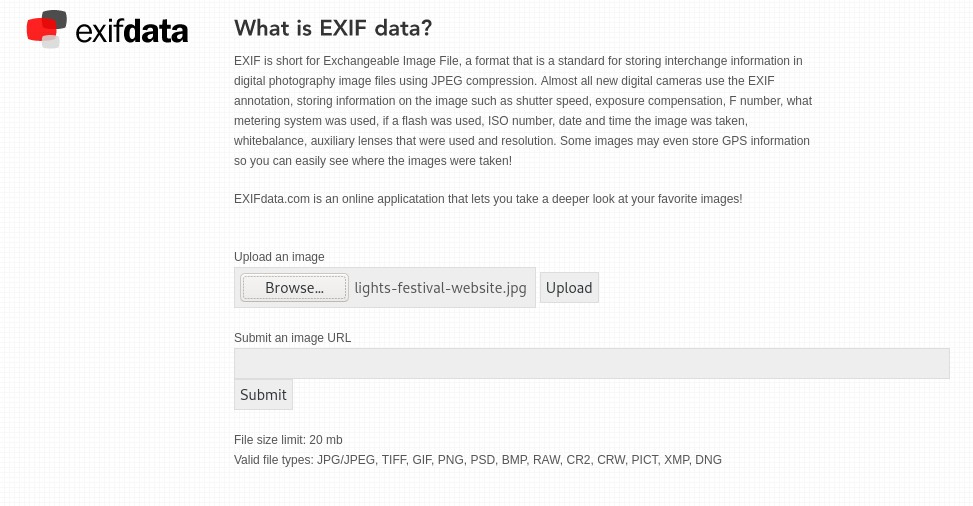 exifdata
What is EXIF data?
EXIF is short for Exchangeable Image File, a format that is a standard for storing interchange information in
digital photography image files using JPEG compression. Almost all new digital cameras use the EXIF
annotation, storing information on the image such as shutter speed, exposure compensation, F number, what
metering system was used, if a flash was used, ISO number, date and time the image was taken,
whitebalance, auxiliary lenses that were used and resolution. Some images may even store GPS information
so you can easily see where the images were taken!
EXIFdata.com is an online applicatation that lets you take a deeper look at your favorite images!
Upload an image
Browse... lights-festival-website.jpg Upload
Submit an image URL
Submit
File size limit: 20 mb
Valid file types: JPG/JPEG, TIFF, GIF, PNG, PSD, BMP, RAW, CR2, CRW, PICT, XMP, DNG